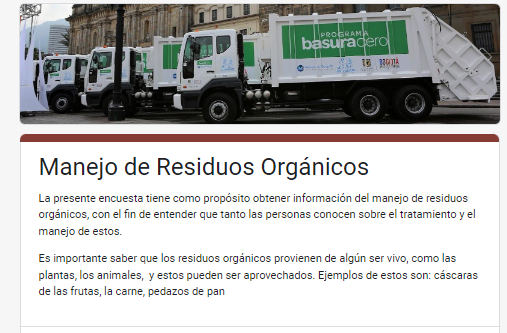 PROGRAMA
basuracero
BOGOTÁ
Manejo de Residuos Orgánicos
La presente encuesta tiene como propósito obtener información del manejo de residuos
orgánicos, con el fin de entender que tanto las personas conocen sobre el tratamiento y el
manejo de estos.
Es importante saber que los residuos orgánicos provienen de algún ser vivo, como las
plantas, los animales,  y estos pueden ser aprovechados. Ejemplos de estos son: cáscaras
de las frutas, la carne, pedazos de pan